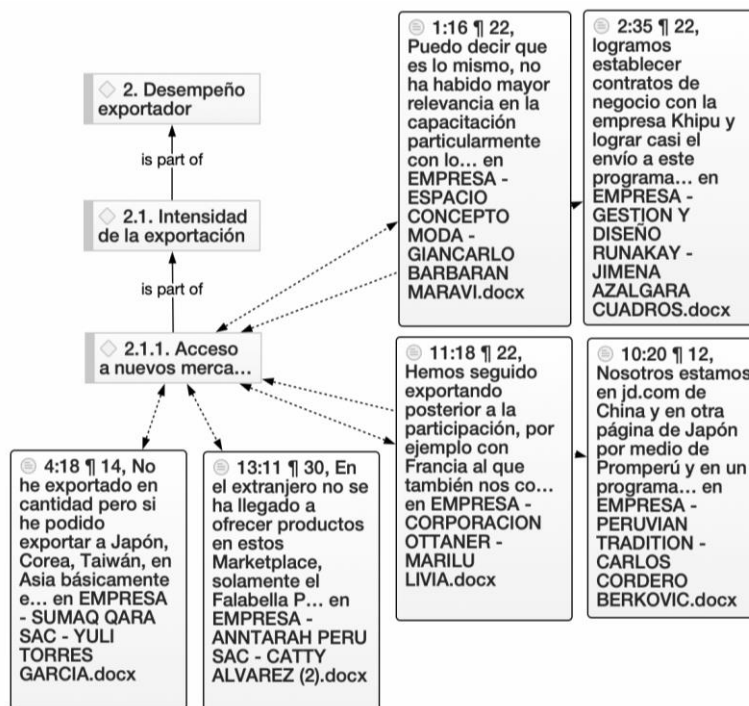 2. Desempeño
exportador
is part of
2.1. Intensidad
de la exportación
is part of
2.1.1. Acceso
a nuevos merca...
1:16 ¶ 22,
Puedo decir que
es lo mismo, no
ha habido mayor
relevancia en la
capacitación
particularmente
con lo... en
EMPRESA -
ESPACIO
CONCEPTO
MODA -
GIANCARLO
BARBARAN
MARAVI.docx
2:35 ¶ 22,
logramos
establecer
contratos de
negocio con la
empresa Khipu y
lograr casi el
envío a este
programa... en
EMPRESA -
GESTION Y
DISEÑO
RUNAKAY -
JIMENA
AZALGARA
CUADROS.docx
11:18 ¶ 22,
Hemos seguido
exportando
posterior a la
participación, por
ejemplo con
Francia al que
también nos co... 
en EMPRESA -
CORPORACION
OTTANER -
MARILU
LIVIA.docx
10:20 ¶ 12,
Nosotros estamos
en jd.com de
China y en otra
página de Japón
por medio de
Promperú y en un
programa... en
EMPRESA -
PERUVIAN
TRADITION -
CARLOS
CORDERO
BERKOVIC.docx
4:18 ¶ 14, No
he exportado en
cantidad pero si
he podido
exportar a Japón,
Corea, Taiwán, en
Asia básicamente
e... en EMPRESA
- SUMAQ QARA
SAC - YULI
TORRES
GARCIA.docx
13:11 ¶ 30, En
el extranjero no se
ha llegado a
ofrecer productos
en estos
Marketplace,
solamente el
Falabella P... en
EMPRESA -
ANNTARAH PERU
SAC - CATTY
ALVAREZ (2).docx